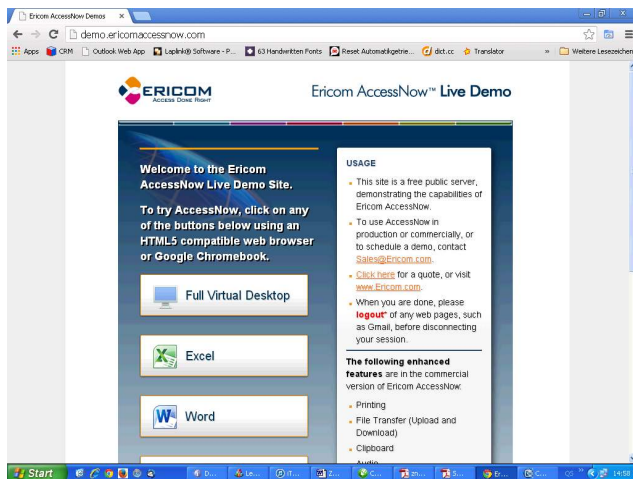 Ericom AccessNow Demos
demo.ericomaccessnow.com
Apps CRM Outlook Web App Laplink® Software - P... 63 Handwritten Fonts Reset Automatikgetrie... dict.cc Translator » Weitere Lesezeichen
ERICOM
ACCESS DONE RIGHT
Ericom AccessNow™ Live Demo
Welcome to the Ericom
AccessNow Live Demo Site.
To try AccessNow, click on any
of the buttons below using an
HTML5 compatible web browser
or Google Chromebook.
Full Virtual Desktop
Excel
Word
USAGE
This site is a free public server,
demonstrating the capabilities of
Ericom AccessNow.
To use AccessNow in
production or commercially, or
to schedule a demo, contact
Sales@Ericom.com.
Click here for a quote, or visit
www.Ericom.com.
When you are done, please
logout* of any web pages, such
as Gmail, before disconnecting
your session.
The following enhanced
features are in the commercial
version of Ericom AccessNow:
Printing
File Transfer (Upload and
Download)
Clipboard
Audio
Start D... Le... iT... Z... C... zn... S... Er... C... 14:58